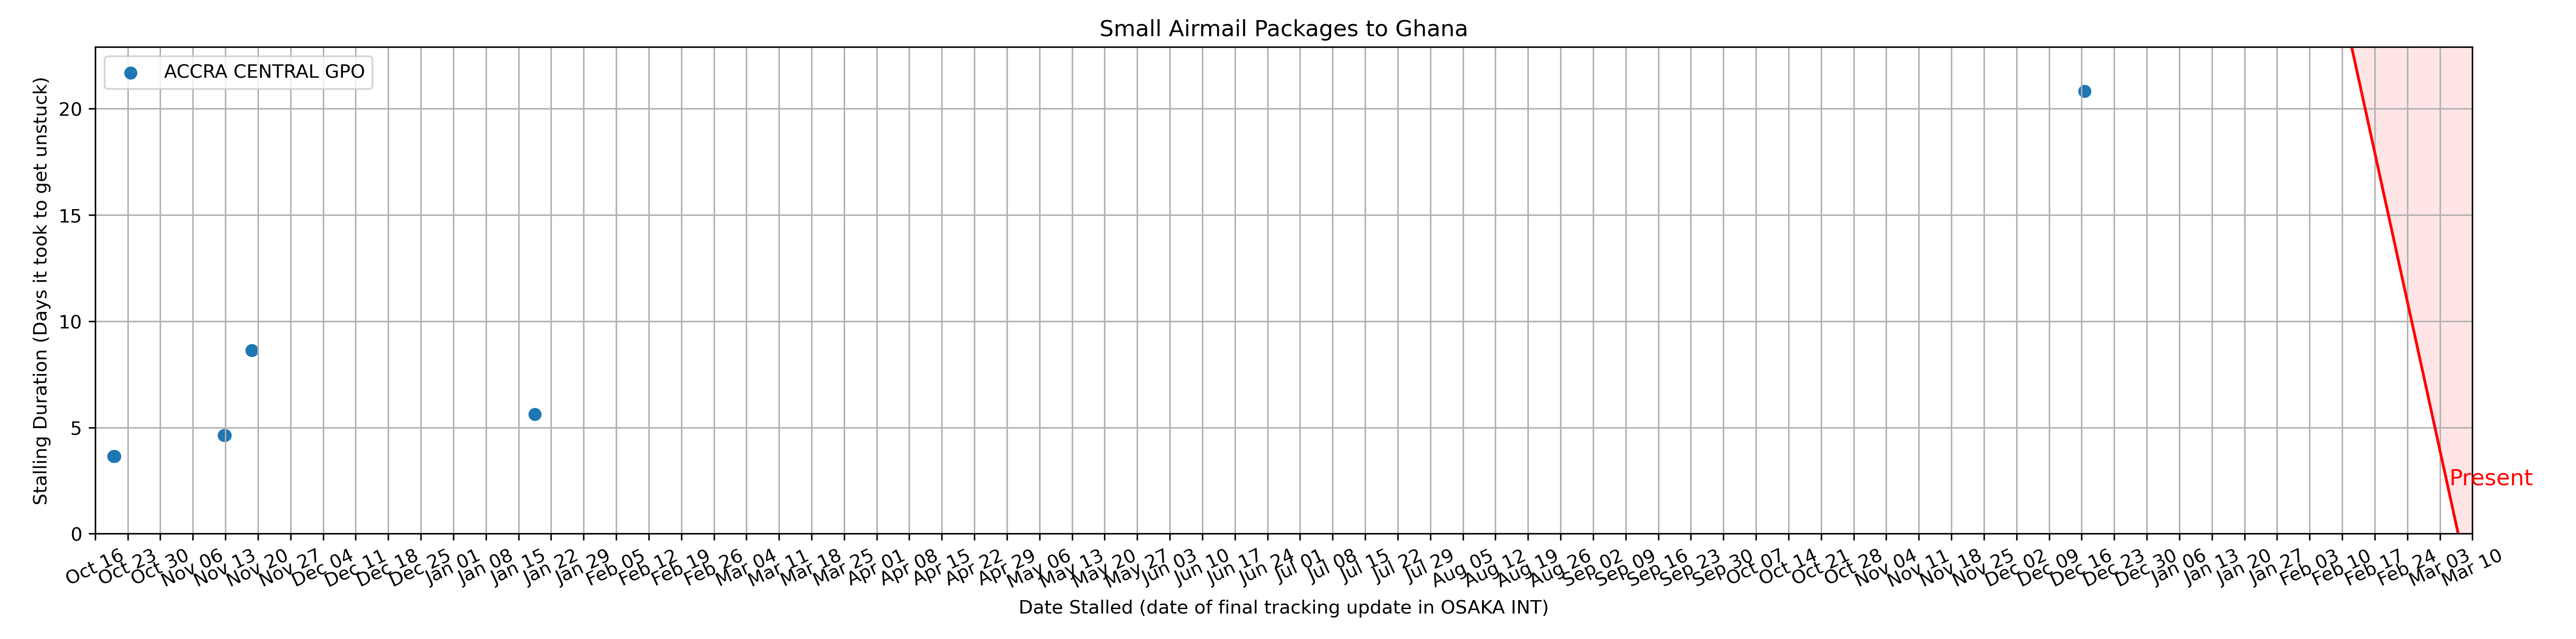 Small Airmail Packages to Ghana
ACCRA CENTRAL GPO
Stalling Duration (Days it took to get unstuck)
20
15
10
5
0
Present
Oct 16 Oct 23 Oct 30 Nov 06 Nov 13 Nov 20 Nov 27 Dec 04 Dec 11 Dec 18 Dec 25 Jan 01 Jan 08 Jan 15 Jan 22 Jan 29 Feb 05 Feb 12 Feb 19 Feb 26 Mar 04 Mar 11 Mar 18 Mar 25 Apr 01 Apr 08 Apr 15 Apr 22 Apr 29 May 06 May 13 May 20 May 27 Jun 03 Jun 10 Jun 17 Jun 24 Jul 01 Jul 08 Jul 15 Jul 22 Jul 29 Aug 05 Aug 12 Aug 19 Aug 26 Sep 02 Sep 09 Sep 16 Sep 23 Sep 30 Oct 07 Oct 14 Oct 21 Oct 28 Nov 04 Nov 11 Nov 18 Nov 25 Dec 02 Dec 09 Dec 16 Dec 23 Dec 30 Jan 06 Jan 13 Jan 20 Jan 27 Feb 03 Feb 10 Feb 17 Feb 24 Mar 03 Mar 10
Date Stalled (date of final tracking update in OSAKA INT)